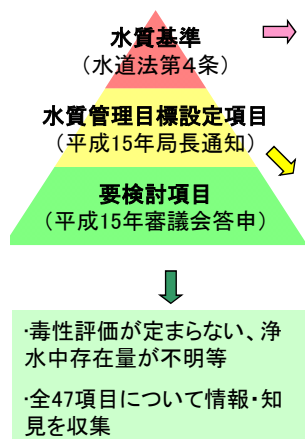 水質基準
（水道法第4条）
水質管理目標設定項目
（平成15年局長通知）
要検討項目
（平成15年審議会答申）
・毒性評価が定まらない、浄
水中存在量が不明等
・全47項目について情報・知
見を収集